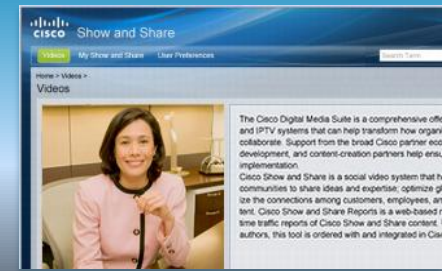 cisco Show and Share
Videos My Show and Share User Preferences
Search Term
Home > Videos >
Videos
The Cisco Digital Media Suite is a comprehensive offe
and IPTV systems that can help transform how organ
collaborate. Support from the broad Cisco partner eco
development, and content-creation partners help ensu
implementation.
Cisco Show and Share is a social video system that h
communities to share ideas and expertise; optimize gl
ize the connections among customers, employees, an
tent. Cisco Show and Share Reports is a web-based r
time traffic reports of Cisco Show and Share content.
authors, this tool is ordered with and integrated in Cisc